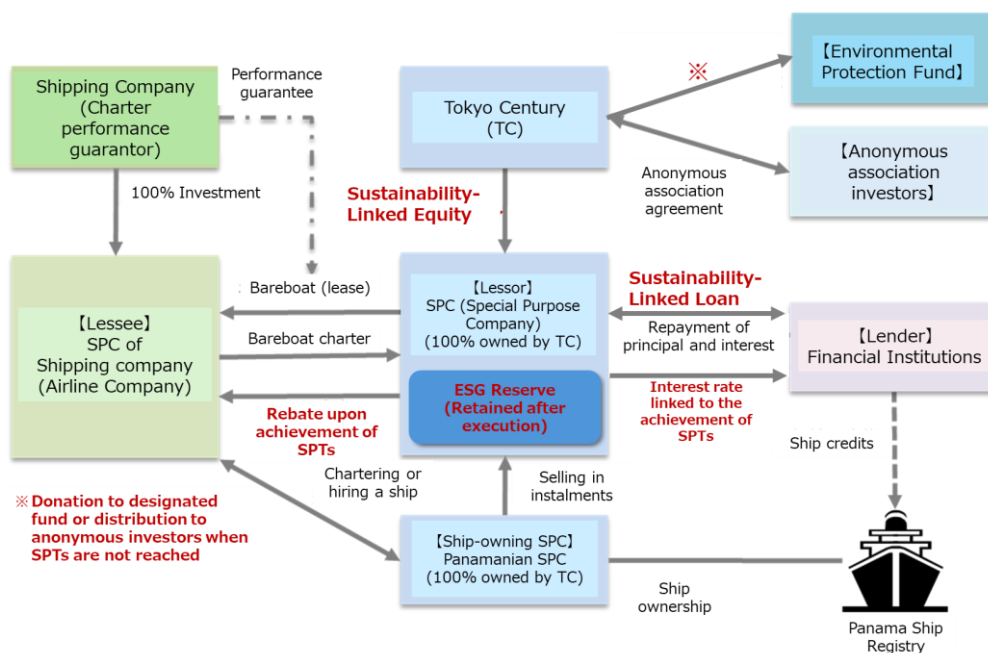 Shipping Company
(Charter
performance
guarantor)
Performance
guarantee
100% Investment
Tokyo Century
(TC)
※
【Environmental
Protection Fund】
Anonymous
association
agreement
【Anonymous
association
investors】
Sustainability-
Linked Equity
【Lessee】
SPC of
Shipping company
(Airline Company)
Bareboat (lease)
Bareboat charter
Rebate upon
achievement of
SPTs
【Lessor】
SPC (Special Purpose
Company)
(100% owned by TC)
ESG Reserve
(Retained after
execution)
Sustainability-
Linked Loan
Repayment of
principal and interest
Interest rate
linked to the
achievement of
SPTs
【Lender】
Financial Institutions
Ship credits
Chartering or
hiring a ship
Selling in
instalments
※ Donation to designated
fund or distribution to
anonymous investors when
SPTs are not reached
【Ship-owning SPC】
Panamanian SPC
(100% owned by TC)
Ship
ownership
Panama Ship
Registry